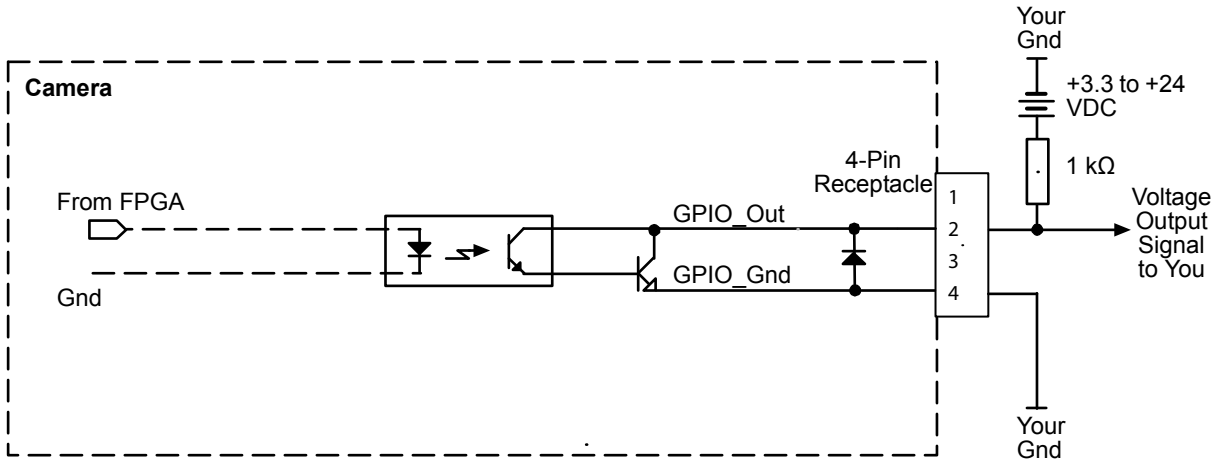 Your
Gnd
Camera
+3.3 to +24
VDC
4-Pin
Receptacle
1 kΩ
From FPGA
GPIO_Out
1
2
3
4
Voltage
Output
Signal
to You
GPIO_Gnd
Gnd
Your
Gnd